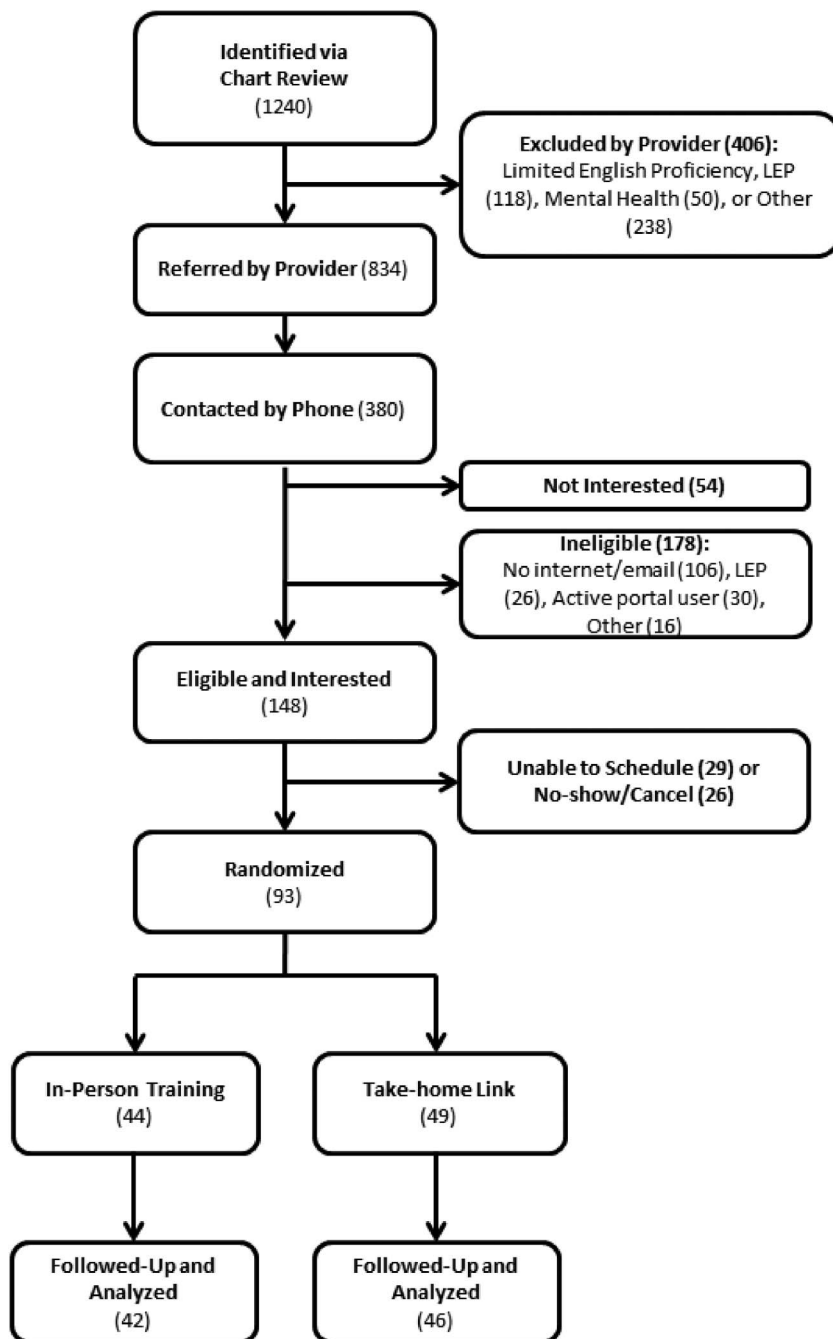 Identified via
Chart Review
(1240)
Excluded by Provider (406):
Limited English Proficiency, LEP
(118), Mental Health (50), or Other
(238)
Referred by Provider (834)
Contacted by Phone (380)
Not Interested (54)
Ineligible (178):
No internet/email (106), LEP
(26), Active portal user (30),
Other (16)
Eligible and Interested
(148)
Unable to Schedule (29) or
No-show/Cancel (26)
Randomized
(93)
In-Person Training
(44)
Take-home Link
(49)
Followed-Up and
Analyzed
(42)
Followed-Up and
Analyzed
(46)